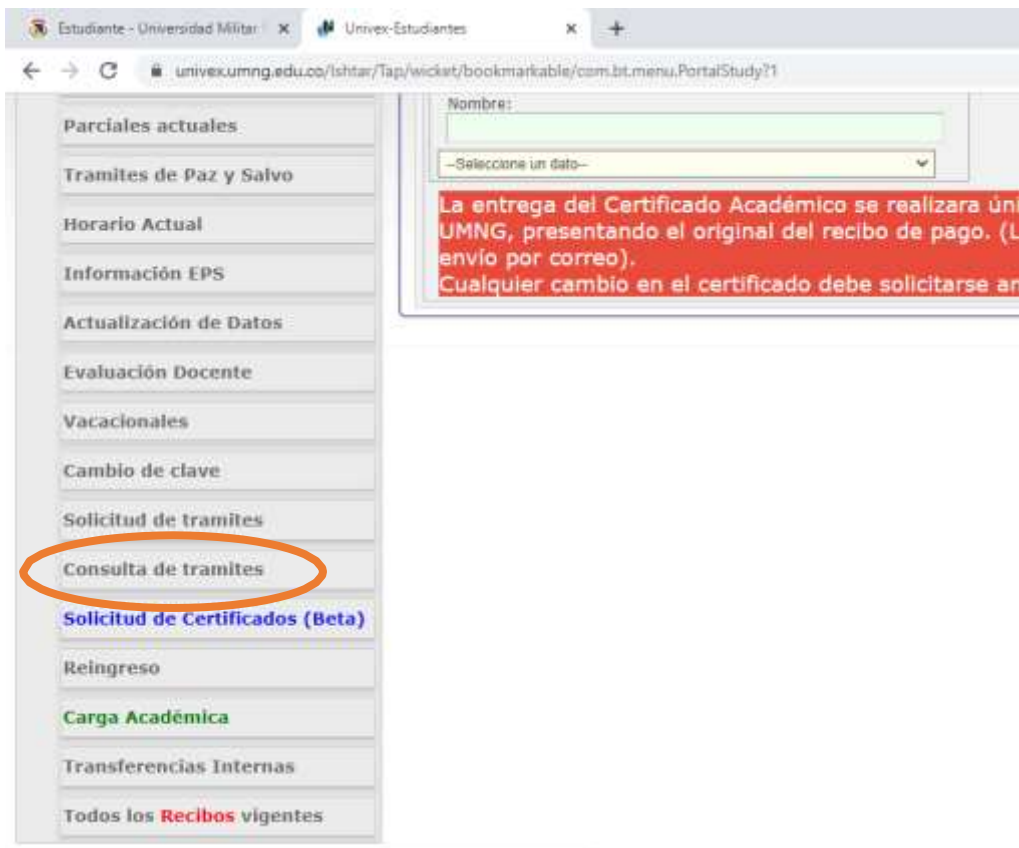 Estudiante - Universidad Militar
Univex-Estudiantes
univex.umng.edu.co/Ishtar/Tap/wicket/bookmarkable/com.bt.menu.PortalStudy?1
Parciales actuales
Tramites de Paz y Salvo
Horario Actual
Información EPS
Actualización de Datos
Evaluación Docente
Vacacionales
Cambio de clave
Solicitud de tramites
Consulta de tramites
Solicitud de Certificados (Beta)
Reingreso
Carga Académica
Transferencias Internas
Todos los Recibos vigentes
Nombre:
--Seleccione un dato--
La entrega del Certificado Académico se realizara úni
UMNG, presentando el original del recibo de pago. (L
envío por correo).
Cualquier cambio en el certificado debe solicitarse an